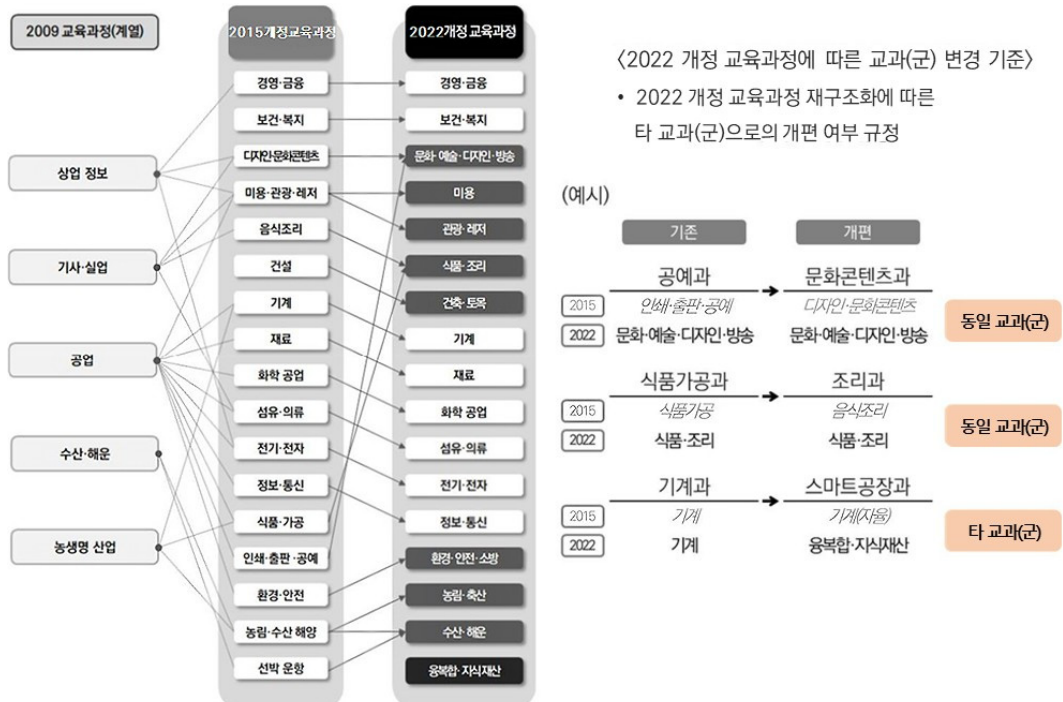 2009 교육과정(계열)
상업 정보
기사·실업
공업
수산·해운
농생명 산업
2015개정교육과정
경영·금융
보건·복지
디자인·문화콘텐츠
미용·관광·레저
음식조리
건설
기계
재료
화학 공업
섬유·의류
전기·전자
정보·통신
식품·가공
인쇄·출판·공예
환경·안전
농림·수산 해양
선박 운항
2022개정 교육과정
경영·금융
보건·복지
문화·예술·디자인·방송
미용
관광·레저
식품·조리
건축·토목
기계
재료
화학 공업
섬유·의류
전기·전자
정보·통신
환경·안전·소방
농림·축산
수산·해운
융복합·지식재산
〈2022 개정 교육과정에 따른 교과(군) 변경 기준〉
• 2022 개정 교육과정 재구조화에 따른
타 교과(군)으로의 개편 여부 규정
(예시)
기존 개편
공예과 문화콘텐츠과
2015 인쇄·출판·공예 디자인·문화콘텐츠
2022 문화·예술·디자인·방송 문화·예술·디자인·방송
동일 교과(군)
식품가공과 조리과
2015 식품가공 음식조리
2022 식품·조리 식품·조리
동일 교과(군)
기계과 스마트공장과
2015 기계 기계(자율)
2022 기계 융복합·지식재산
타 교과(군)